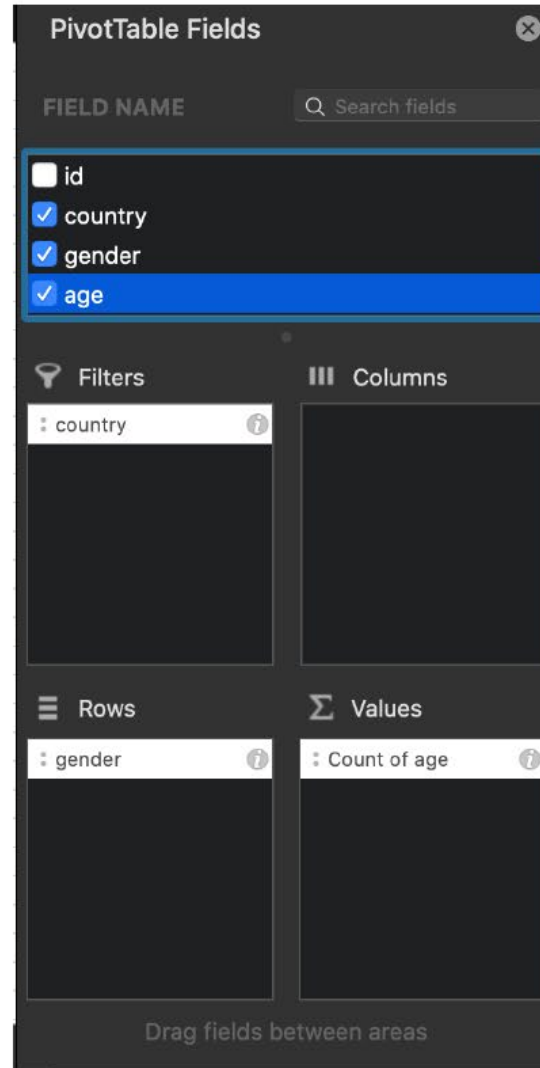 PivotTable Fields
FIELD NAME
Search fields
id
country
gender
age
Filters
Columns
country
Rows
Values
gender
Count of age
Drag fields between areas